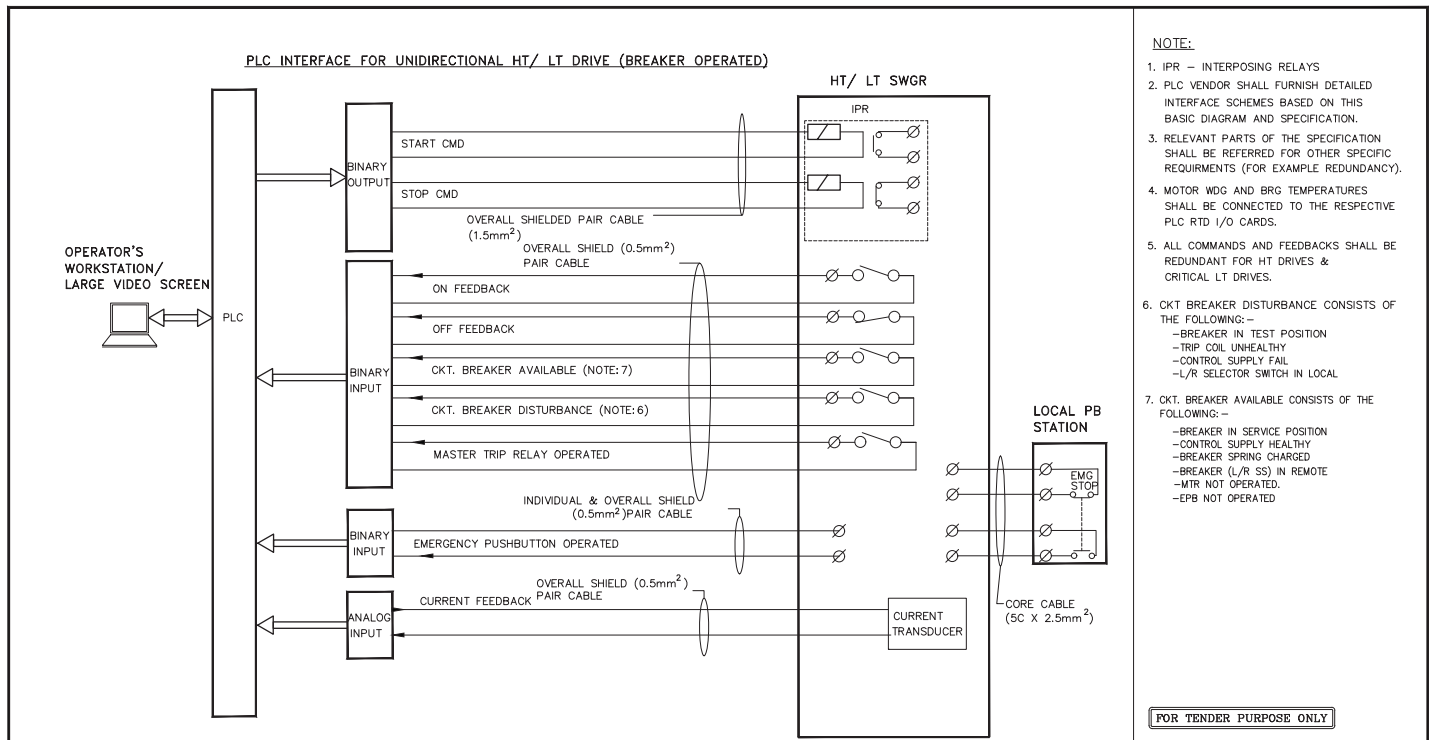 PLC INTERFACE FOR UNIDIRECTIONAL HT/ LT DRIVE (BREAKER OPERATED)
OPERATOR'S
WORKSTATION/
LARGE VIDEO SCREEN
PLC
BINARY
OUTPUT
START CMD
STOP CMD
OVERALL SHIELDED PAIR CABLE
(1.5mm²)
OVERALL SHIELD (0.5mm²)
PAIR CABLE
BINARY
INPUT
ON FEEDBACK
OFF FEEDBACK
CKT. BREAKER AVAILABLE (NOTE:7)
CKT. BREAKER DISTURBANCE (NOTE:6)
MASTER TRIP RELAY OPERATED
INDIVIDUAL & OVERALL SHIELD
(0.5mm²)PAIR CABLE
BINARY
INPUT
EMERGENCY PUSHBUTTON OPERATED
OVERALL SHIELD (0.5mm²)
PAIR CABLE
ANALOG
INPUT
CURRENT FEEDBACK
HT/ LT SWGR
IPR
CURRENT
TRANSDUCER
LOCAL PB
STATION
EMG
STOP
CORE CABLE
(5C X 2.5mm²)
NOTE:
1. IPR – INTERPOSING RELAYS
2. PLC VENDOR SHALL FURNISH DETAILED
INTERFACE SCHEMES BASED ON THIS
BASIC DIAGRAM AND SPECIFICATION.
3. RELEVANT PARTS OF THE SPECIFICATION
SHALL BE REFERRED FOR OTHER SPECIFIC
REQUIRMENTS (FOR EXAMPLE REDUNDANCY).
4. MOTOR WDG AND BRG TEMPERATURES
SHALL BE CONNECTED TO THE RESPECTIVE
PLC RTD I/O CARDS.
5. ALL COMMANDS AND FEEDBACKS SHALL BE
REDUNDANT FOR HT DRIVES &
CRITICAL LT DRIVES.
6. CKT BREAKER DISTURBANCE CONSISTS OF
THE FOLLOWING:–
–BREAKER IN TEST POSITION
–TRIP COIL UNHEALTHY
–CONTROL SUPPLY FAIL
–L/R SELECTOR SWITCH IN LOCAL
7. CKT. BREAKER AVAILABLE CONSISTS OF THE
FOLLOWING:–
–BREAKER IN SERVICE POSITION
–CONTROL SUPPLY HEALTHY
–BREAKER SPRING CHARGED
–BREAKER (L/R SS) IN REMOTE
–MTR NOT OPERATED.
–EPB NOT OPERATED
FOR TENDER PURPOSE ONLY